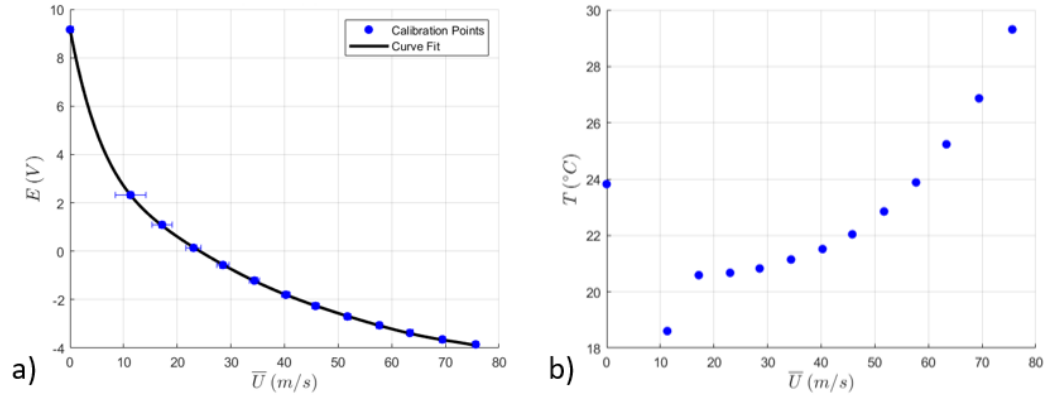 10
8
6
4
2
0
-2
-4
0 10 20 30 40 50 60 70 80
E (V)
U̅ (m/s)
Calibration Points
Curve Fit
a)
30
28
26
24
22
20
18
0 10 20 30 40 50 60 70 80
T (°C)
U̅ (m/s)
b)